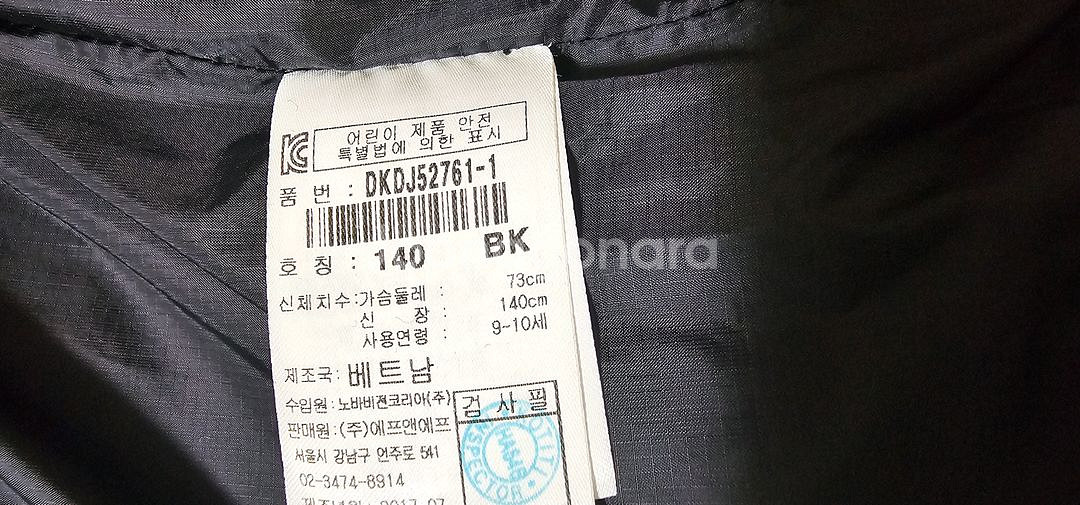 어린이 제품 안전
특별법에 의한 표시
품 번 : DKDJ52761-1
호 칭 : 140 BK
신체치수:가슴둘레 : 73cm
신 장 : 140cm
사용연령 : 9-10세
제조국: 베트남
수입원:노바비젼코리아(주)
검 사 필
판매원:(주)에프앤에프
서울시 강남구 언주로 541
02-3474-8914
INSPECTOR